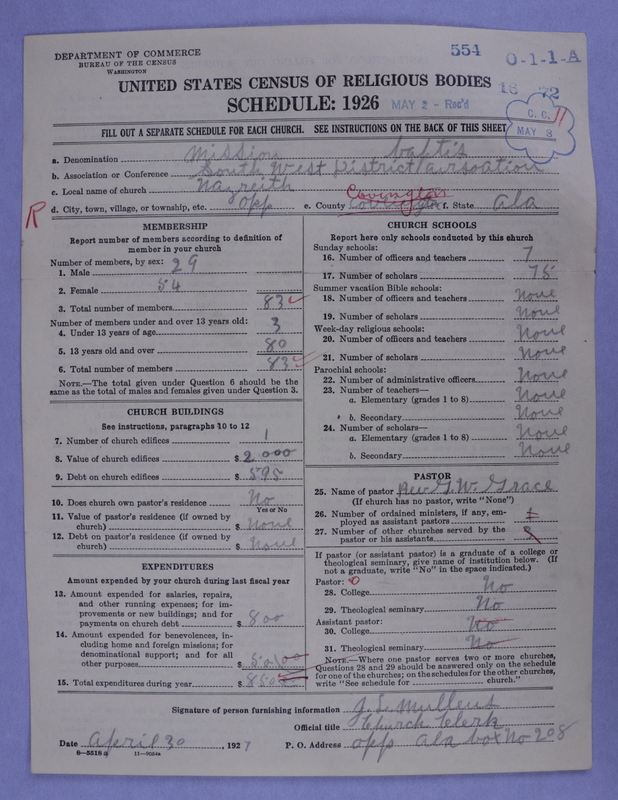 DEPARTMENT OF COMMERCE
BUREAU OF THE CENSUS
WASHINGTON
554
0-1-1-A
UNITED STATES CENSUS OF RELIGIOUS BODIES
SCHEDULE: 1926
MAY 2 - Rec'd
16 72
C. C. 11
MAY 3
FILL OUT A SEPARATE SCHEDULE FOR EACH CHURCH. SEE INSTRUCTIONS ON THE BACK OF THIS SHEET
a. Denomination Mission baptis
b. Association or Conference South West District
c. Local name of church Nazreith
R
d. City, town, village, or township, etc. Opp e. County Covington f. State Ala
MEMBERSHIP
Report number of members according to definition of
member in your church
Number of members, by sex:
1. Male 29
2. Female 54
3. Total number of members 83
Number of members under and over 13 years old:
4. Under 13 years of age 3
5. 13 years old and over 80
6. Total number of members 83
NOTE.—The total given under Question 6 should be the
same as the total of males and females given under Question 3.
CHURCH BUILDINGS
See instructions, paragraphs 10 to 12
7. Number of church edifices 1
8. Value of church edifices $ 2000
9. Debt on church edifices $ 595
10. Does church own pastor's residence No
Yes or No
11. Value of pastor's residence (if owned by
church) $ None
12. Debt on pastor's residence (if owned by
church) $ None
EXPENDITURES
Amount expended by your church during last fiscal year
13. Amount expended for salaries, repairs,
and other running expenses; for im-
provements or new buildings; and for
payments on church debt $ 800
14. Amount expended for benevolences, in-
cluding home and foreign missions; for
denominational support; and for all
other purposes $ 50.00
15. Total expenditures during year $ 850
CHURCH SCHOOLS
Report here only schools conducted by this church
Sunday schools:
16. Number of officers and teachers 7
17. Number of scholars 75
Summer vacation Bible schools:
18. Number of officers and teachers None
19. Number of scholars None
Week-day religious schools:
20. Number of officers and teachers None
21. Number of scholars None
Parochial schools:
22. Number of administrative officers None
23. Number of teachers—
a. Elementary (grades 1 to 8) None
b. Secondary None
24. Number of scholars—
a. Elementary (grades 1 to 8) None
b. Secondary None
PASTOR
25. Name of pastor Rev G. W. Grace
(If church has no pastor, write "None")
26. Number of ordained ministers, if any, em-
ployed as assistant pastors
27. Number of other churches served by the
pastor or his assistants
If pastor (or assistant pastor) is a graduate of a college or
theological seminary, give name of institution below. (If
not a graduate, write "No" in the space indicated.)
Pastor: 0
28. College No
29. Theological seminary No
Assistant pastor:
30. College No
31. Theological seminary No
NOTE.—Where one pastor serves two or more churches,
Questions 28 and 29 should be answered only on the schedule
for one of the churches; on the schedules for the other churches,
write "See schedule for church."
Signature of person furnishing information J. L. Mullens
Official title Church Clerk
Date April 30, 1927 P. O. Address Opp Ala box No 208
8—5518a 11—9034a